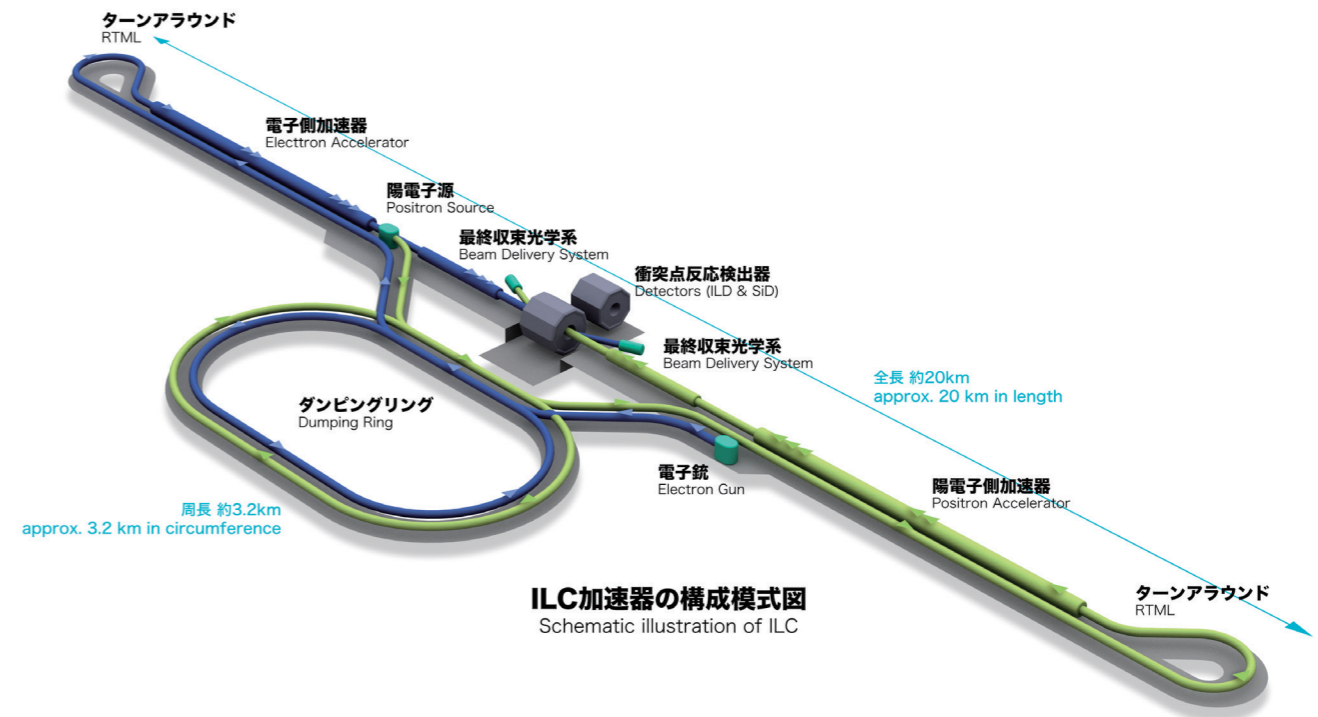 ターンアラウンド
RTML
電子側加速器
Electtron Accelerator
陽電子源
Positron Source
最終収束光学系
Beam Delivery System
衝突点反応検出器
Detectors (ILD & SiD)
最終収束光学系
Beam Delivery System
全長 約20km
approx. 20 km in length
ダンピングリング
Dumping Ring
電子銃
Electron Gun
陽電子側加速器
Positron Accelerator
周長 約3.2km
approx. 3.2 km in circumference
ターンアラウンド
RTML
ILC加速器の構成模式図
Schematic illustration of ILC